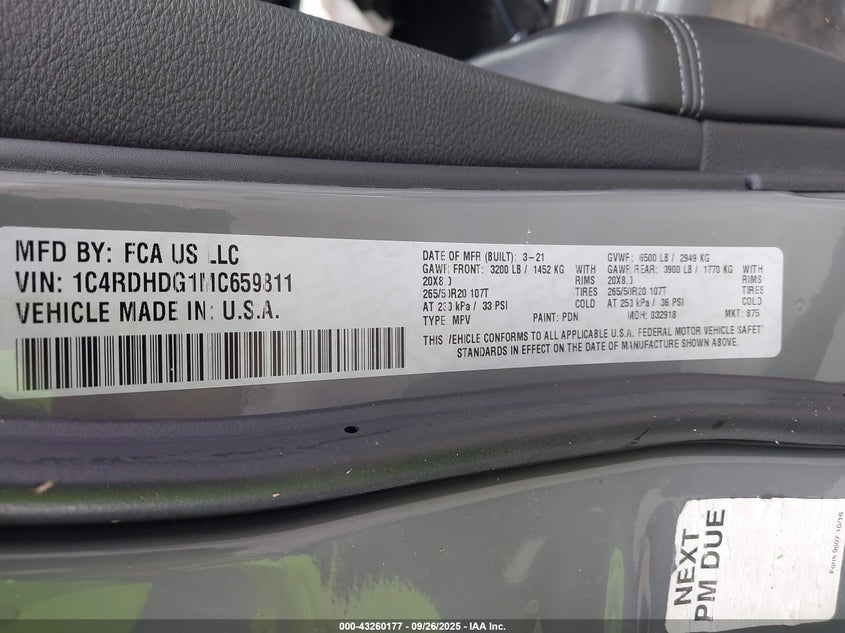 MFD BY: FCA US LLC
VIN: 1C4RDHDG1MC659811
VEHICLE MADE IN: U.S.A.
DATE OF MFR (BUILT): 3-21 GVWR: 6500 LB / 2949 KG
GAWR FRONT: 3200 LB / 1452 KG WITH GAWR REAR: 3900 LB / 1770 KG WITH
20X8.0 RIMS 20X8.0 RIMS
265/50R20 107T TIRES 265/50R20 107T TIRES
AT 230 kPa / 33 PSI COLD AT 250 kPa / 36 PSI COLD
TYPE: MPV PAINT: PDN MDH: 032918 MKT: 875
THIS VEHICLE CONFORMS TO ALL APPLICABLE U.S.A. FEDERAL MOTOR VEHICLE SAFETY
STANDARDS IN EFFECT ON THE DATE OF MANUFACTURE SHOWN ABOVE.
NEXT
PM DUE
Form 9607 10/16
000-43260177 - 09/26/2025 - IAA Inc.